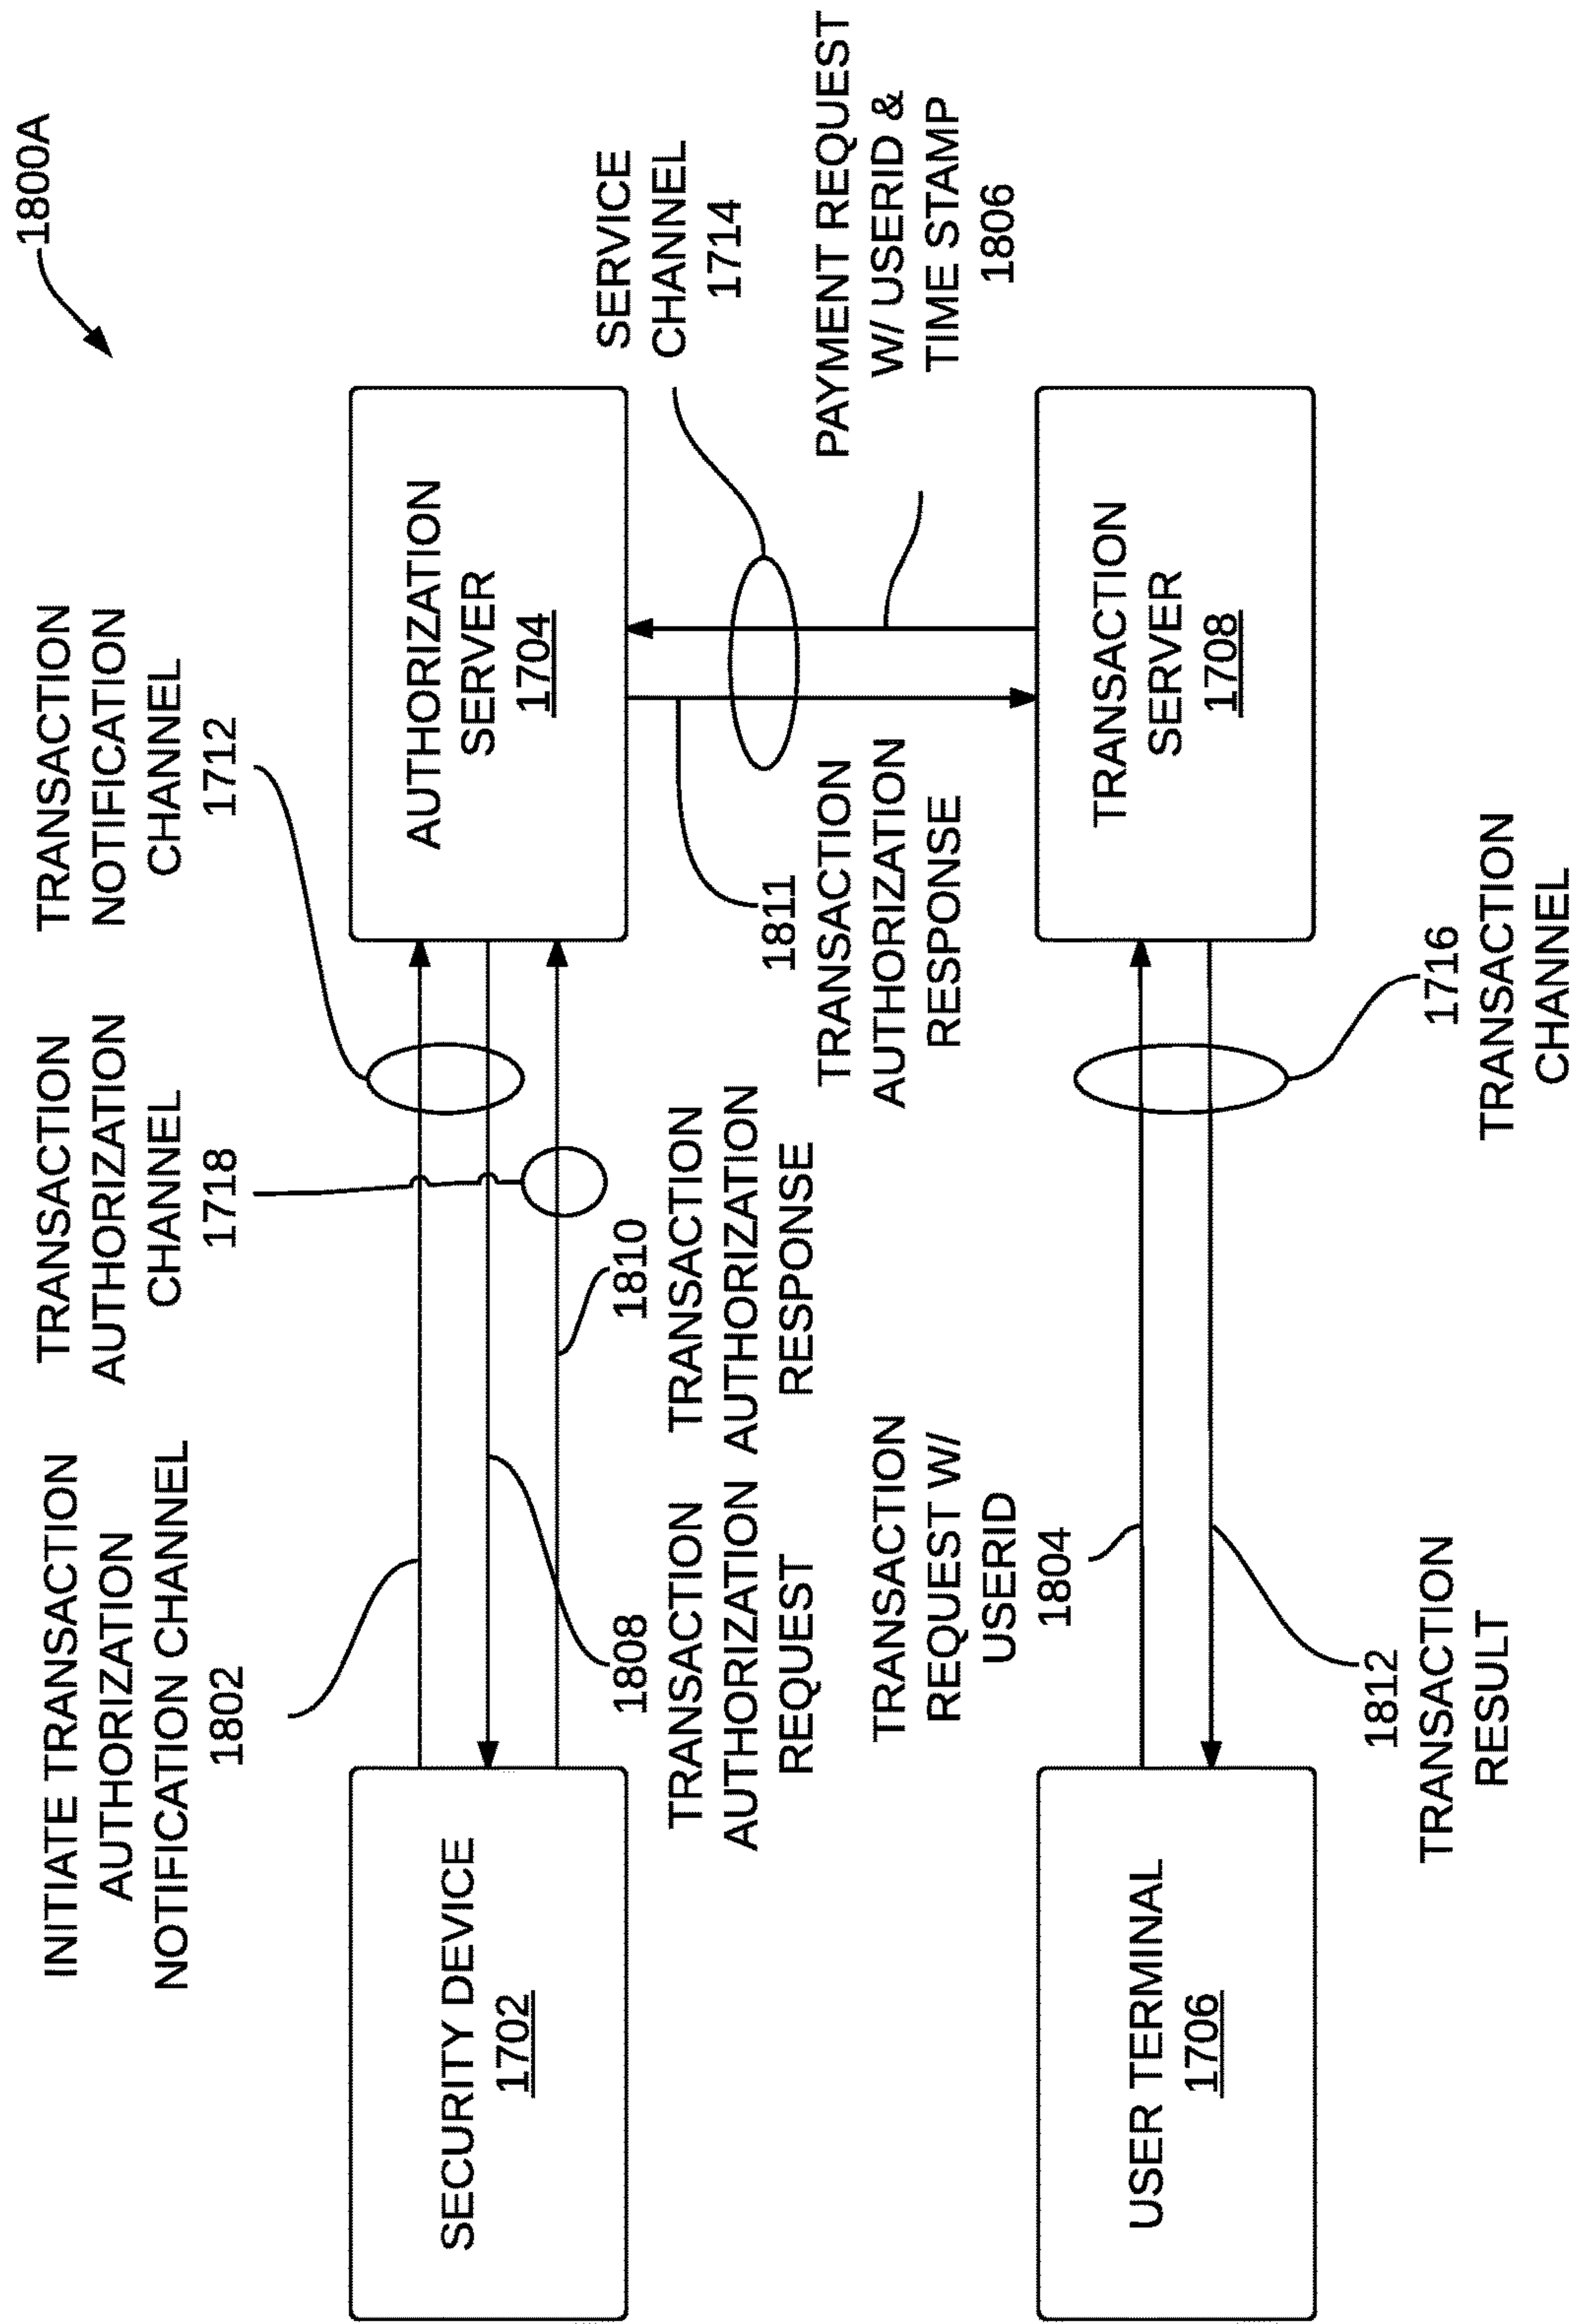 1800A
INITIATE TRANSACTION
AUTHORIZATION
NOTIFICATION CHANNEL
1802
TRANSACTION
AUTHORIZATION
CHANNEL
1718
TRANSACTION
NOTIFICATION
CHANNEL
1712
SECURITY DEVICE
1702
AUTHORIZATION
SERVER
1704
SERVICE
CHANNEL
1714
1808
TRANSACTION
AUTHORIZATION
REQUEST
1810
TRANSACTION
AUTHORIZATION
RESPONSE
1811
TRANSACTION
AUTHORIZATION
RESPONSE
PAYMENT REQUEST
W/ USERID &
TIME STAMP
1806
TRANSACTION
REQUEST W/
USERID
1804
USER TERMINAL
1706
TRANSACTION
SERVER
1708
1812
TRANSACTION
RESULT
1716
TRANSACTION
CHANNEL